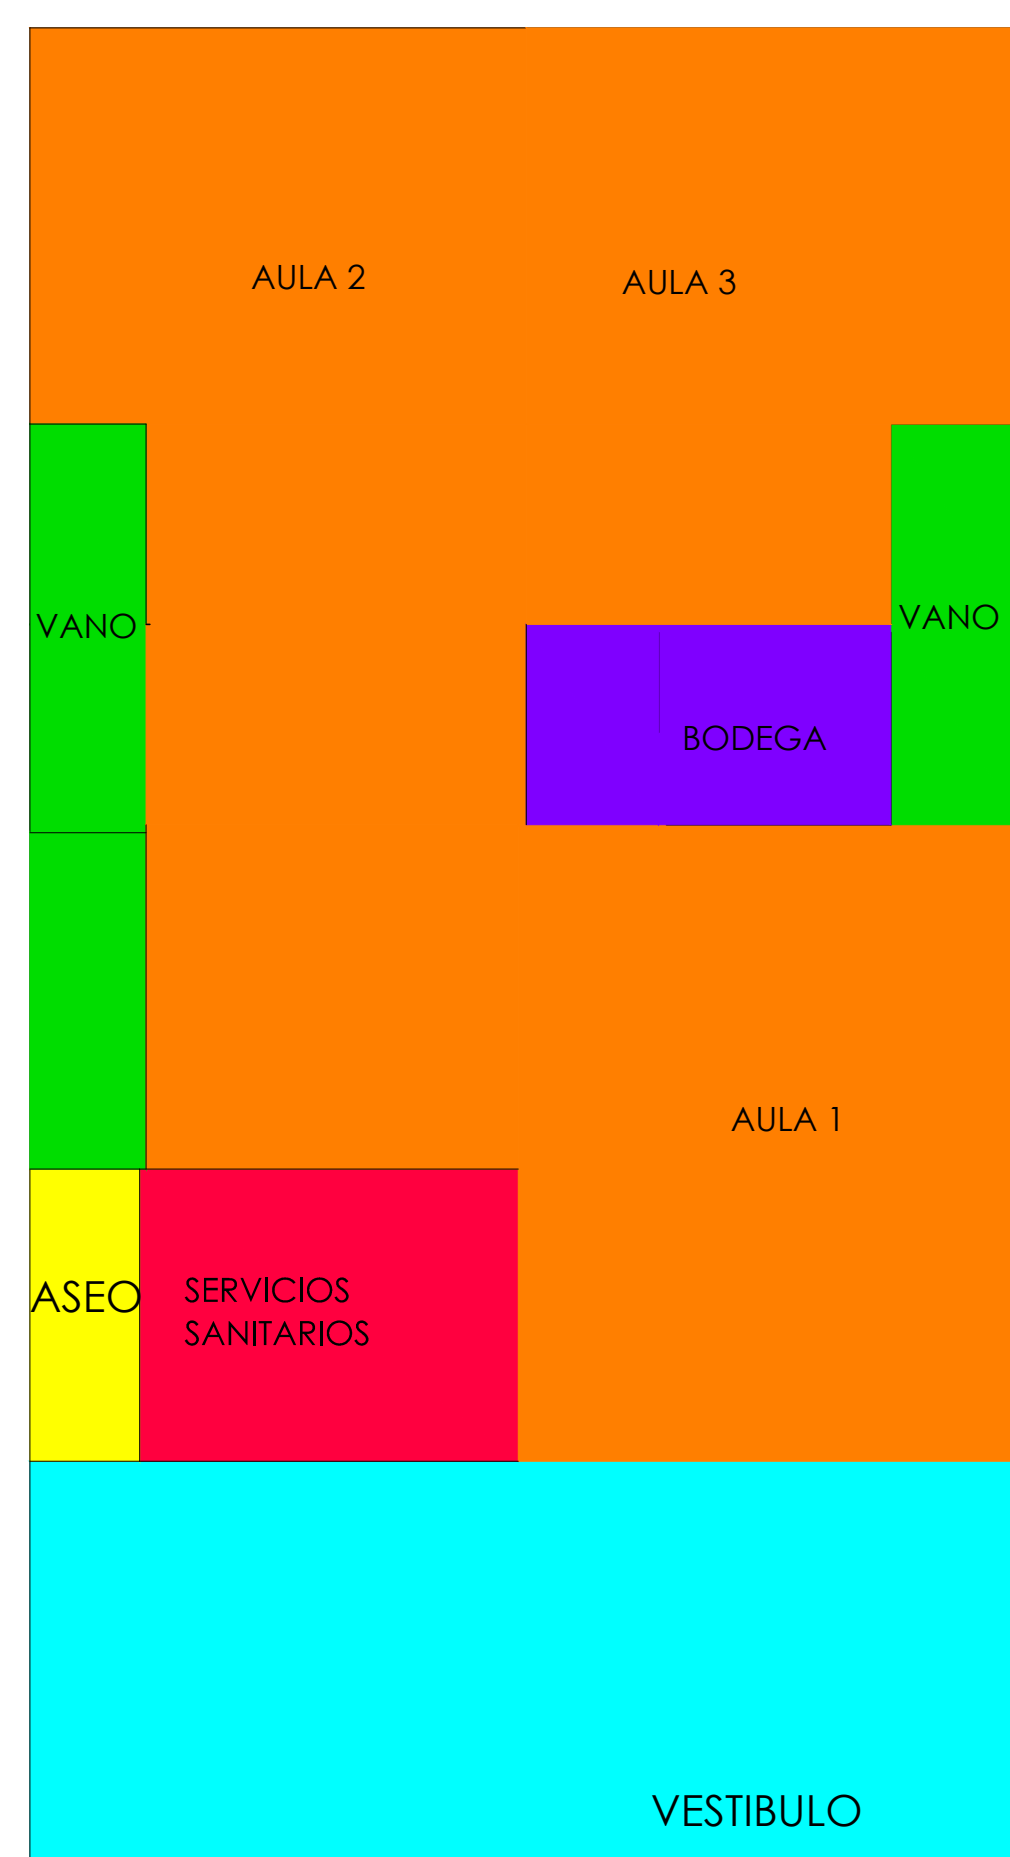 AULA 2
AULA 3
VANO
VANO
BODEGA
AULA 1
ASEO
SERVICIOS
SANITARIOS
VESTIBULO